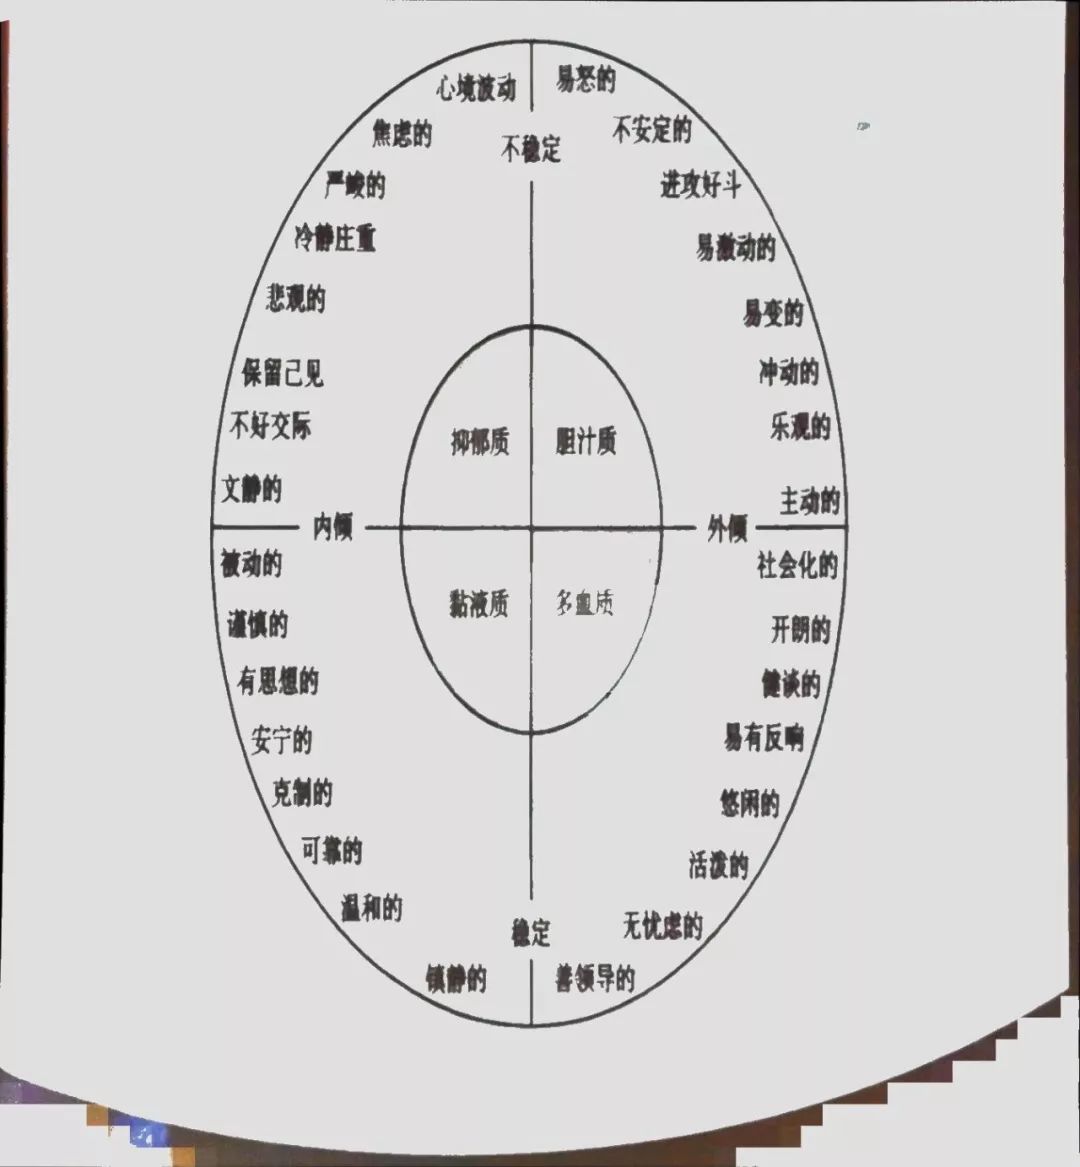 心境波动
易怒的
焦虑的
不稳定
不安定的
严峻的
进攻好斗
冷静庄重
易激动的
悲观的
易变的
保留己见
冲动的
不好交际
乐观的
抑郁质
胆汁质
文静的
主动的
内倾
外倾
被动的
社会化的
黏液质
多血质
谨慎的
开朗的
有思想的
健谈的
安宁的
易有反响
克制的
悠闲的
可靠的
活泼的
温和的
无忧虑的
稳定
镇静的
善领导的